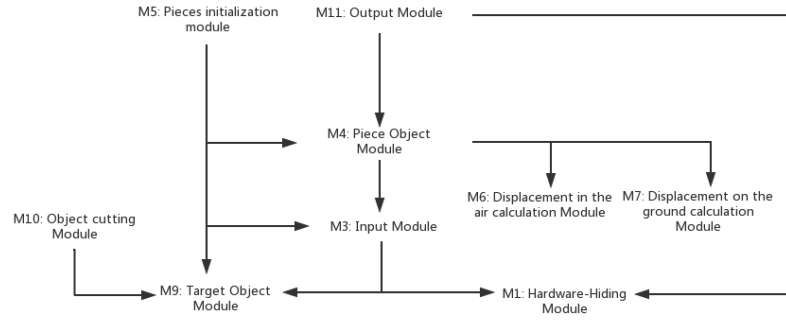 M5: Pieces initialization
module
M11: Output Module
M4: Piece Object
Module
M6: Displacement in the
air calculation Module
M7: Displacement on the
ground calculation
Module
M10: Object cutting
Module
M3: Input Module
M9: Target Object
Module
M1: Hardware-Hiding
Module